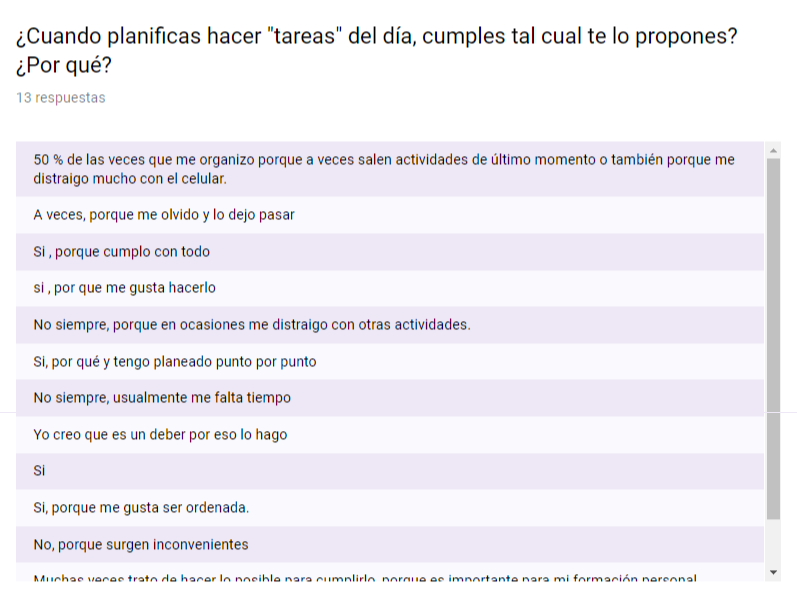 ¿Cuando planificas hacer "tareas" del día, cumples tal cual te lo propones?
¿Por qué?
13 respuestas
50 % de las veces que me organizo porque a veces salen actividades de último momento o también porque me
distraigo mucho con el celular.
A veces, porque me olvido y lo dejo pasar
Si , porque cumplo con todo
si , por que me gusta hacerlo
No siempre, porque en ocasiones me distraigo con otras actividades.
Si, por qué y tengo planeado punto por punto
No siempre, usualmente me falta tiempo
Yo creo que es un deber por eso lo hago
Si
Si, porque me gusta ser ordenada.
No, porque surgen inconvenientes
Muchas veces trato de hacer lo posible para cumplirlo, porque es importante para mi formación personal